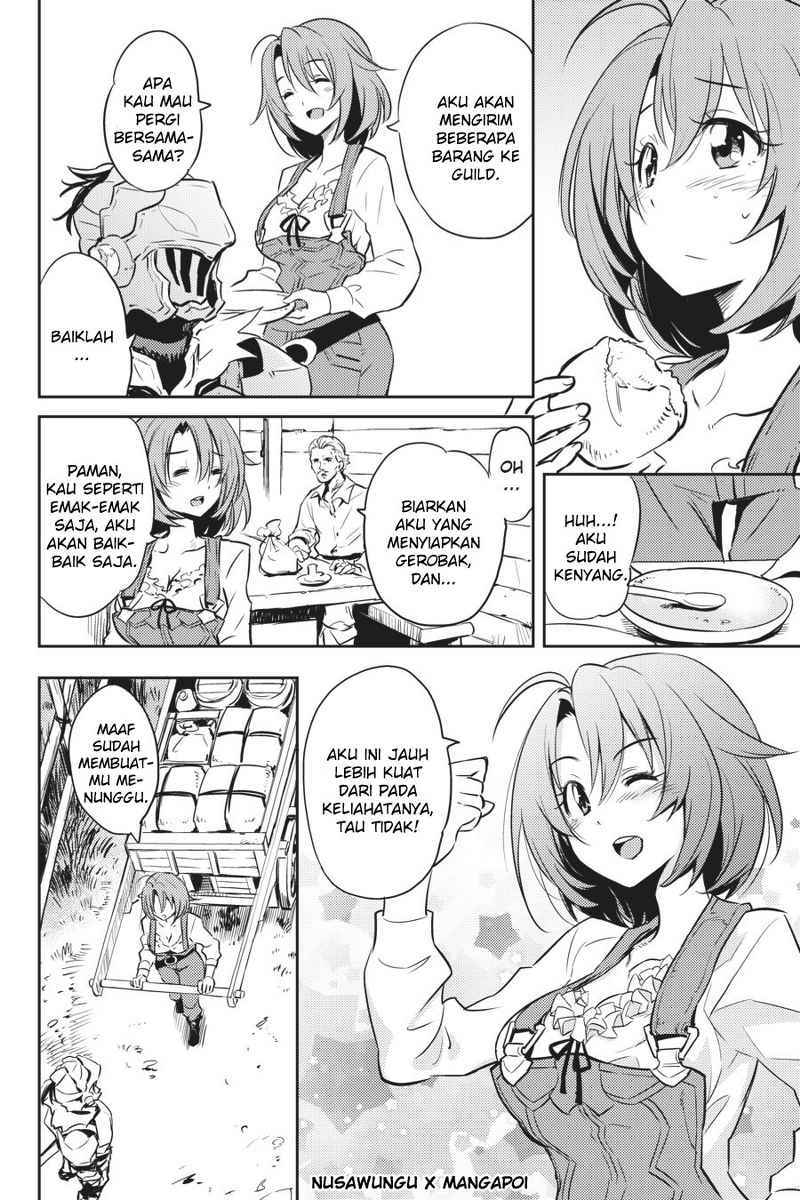 AKU AKAN
MENGIRIM
BEBERAPA
BARANG KE
GUILD.
APA
KAU MAU
PERGI
BERSAMA-
SAMA?
BAIKLAH
...
HUH...!
AKU
SUDAH
KENYANG.
OH
...
BIARKAN
AKU YANG
MENYIAPKAN
GEROBAK,
DAN...
PAMAN,
KAU SEPERTI
EMAK-EMAK
SAJA, AKU
AKAN BAIK-
BAIK SAJA.
AKU INI JAUH
LEBIH KUAT
DARI PADA
KELIAHATANYA,
TAU TIDAK!
MAAF
SUDAH
MEMBUAT-
MU ME-
NUNGGU.
NUSAWUNGU X MANGAPOI